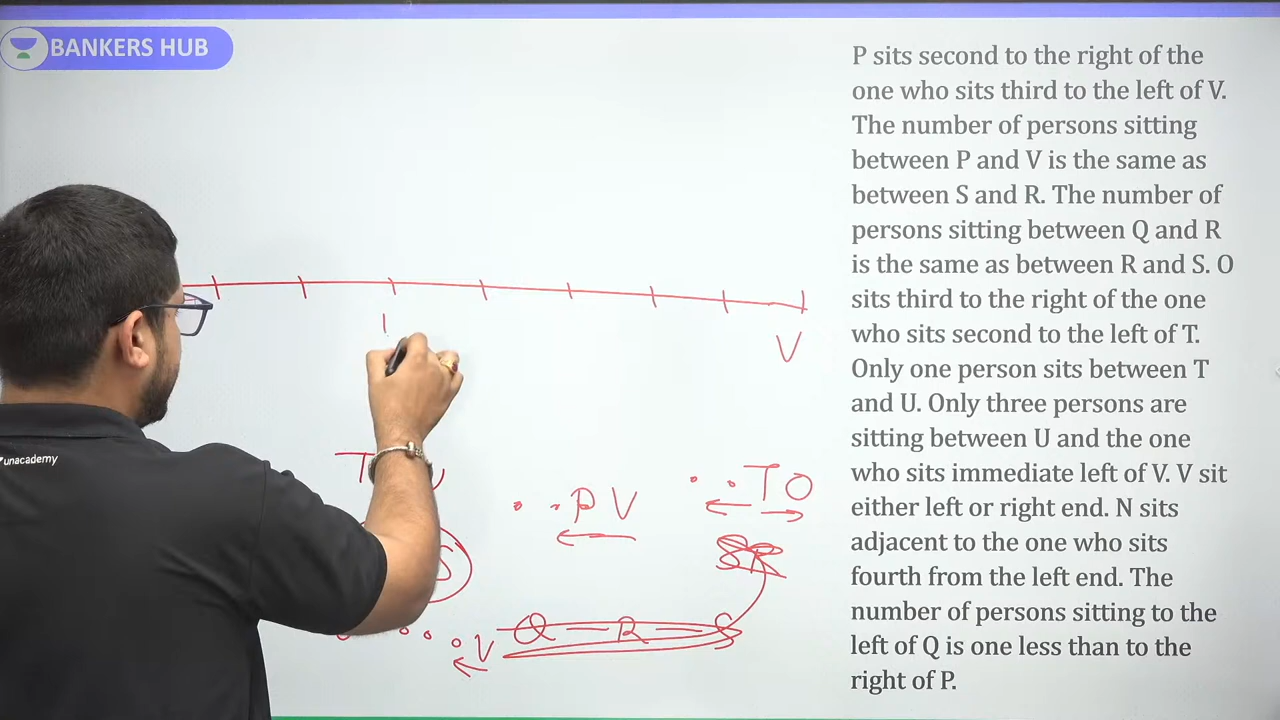 BANKERS HUB
P sits second to the right of the
one who sits third to the left of V.
The number of persons sitting
between P and V is the same as
between S and R. The number of
persons sitting between Q and R
is the same as between R and S. O
sits third to the right of the one
who sits second to the left of T.
Only one person sits between T
and U. Only three persons are
sitting between U and the one
who sits immediate left of V. V sit
either left or right end. N sits
adjacent to the one who sits
fourth from the left end. The
number of persons sitting to the
left of Q is one less than to the
right of P.
V
T
P V
T O
S R
S
Q R S
V
unacademy